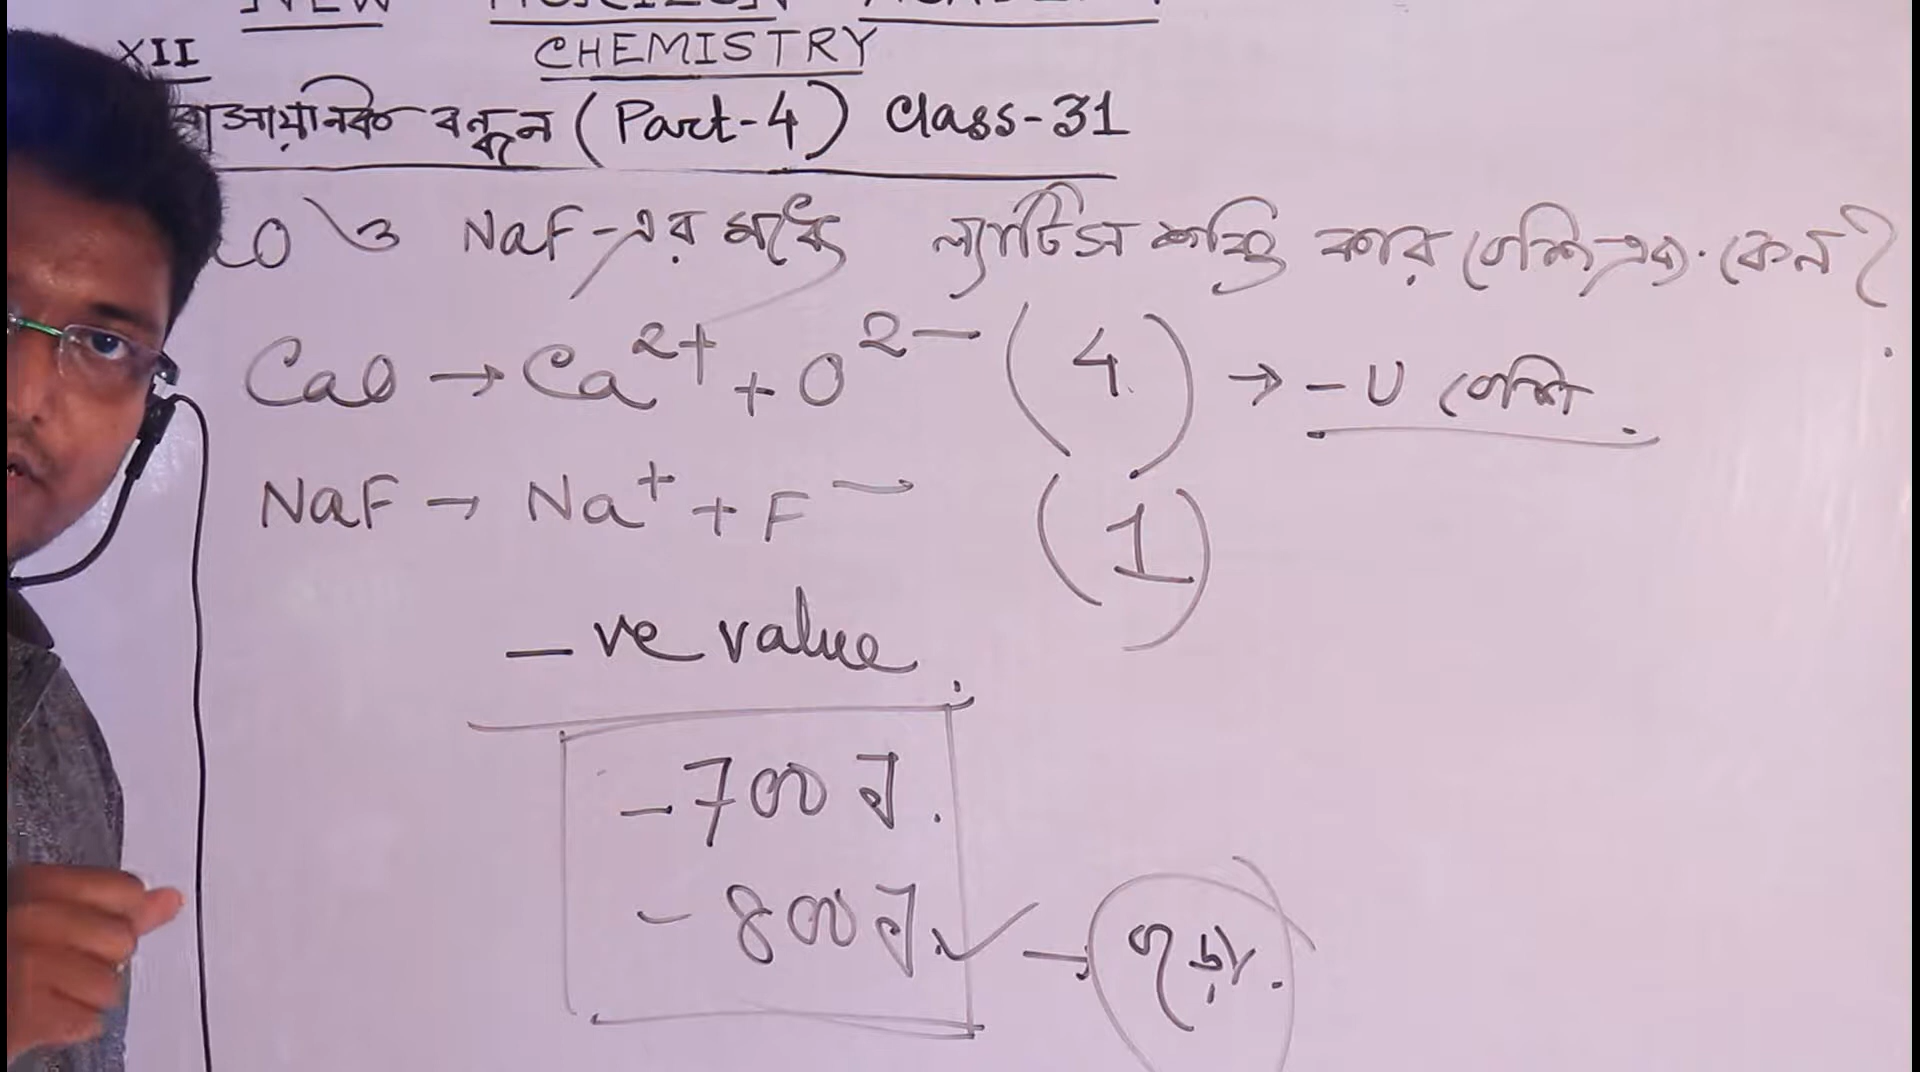 XII CHEMISTRY
রাসায়নিক বন্ধন (Part-4) Class-31
ও NaF-এর মধ্যে ল্যাটিস শক্তি কার বেশি এবং কেন?
CaO → Ca²⁺ + O²⁻ (4) → -U বেশি.
NaF → Na⁺ + F⁻ (1)
-ve value.
-700
-800 ✓ →